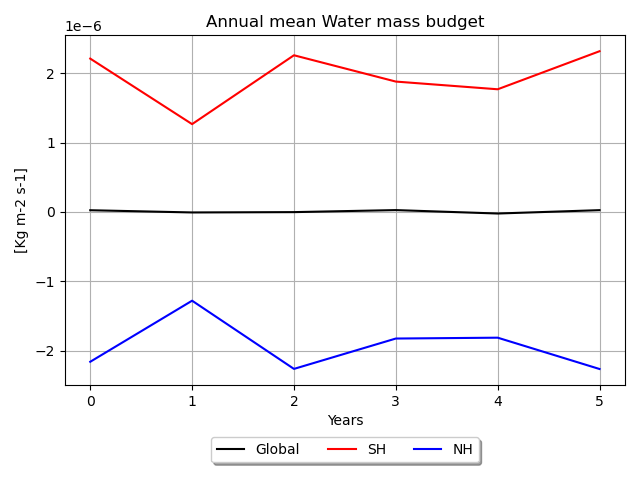 Annual mean Water mass budget
1e−6
2
1
0
−1
−2
[Kg m-2 s-1]
0 1 2 3 4 5
Years
Global SH NH